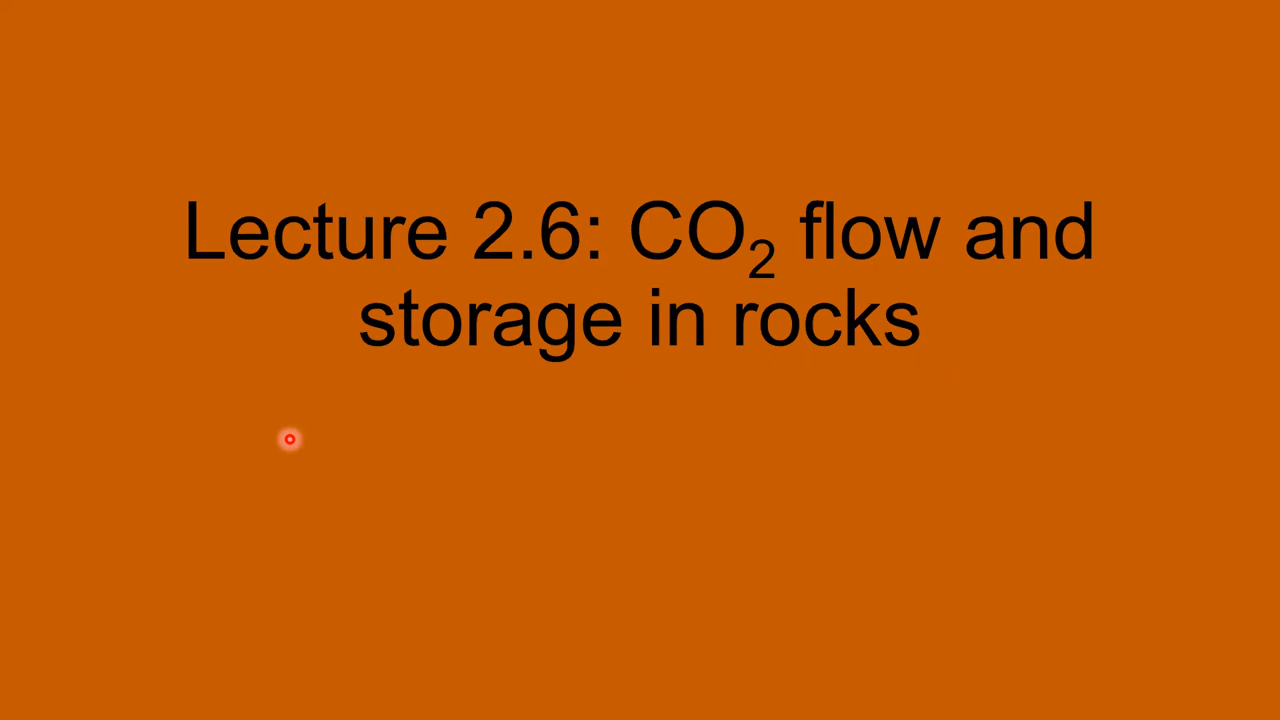 Lecture 2.6: CO₂ flow and
storage in rocks